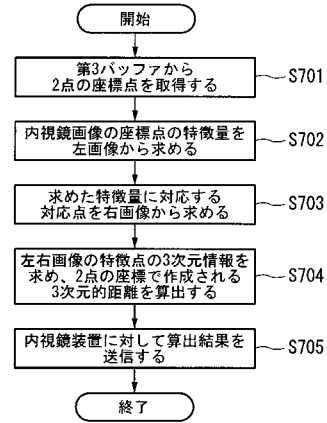 開始
第3バッファから
2点の座標点を取得する
S701
内視鏡画像の座標点の特徴量を
左画像から求める
S702
求めた特徴量に対応する
対応点を右画像から求める
S703
左右画像の特徴点の3次元情報を
求め、2点の座標で作成される
3次元的距離を算出する
S704
内視鏡装置に対して算出結果を
送信する
S705
終了